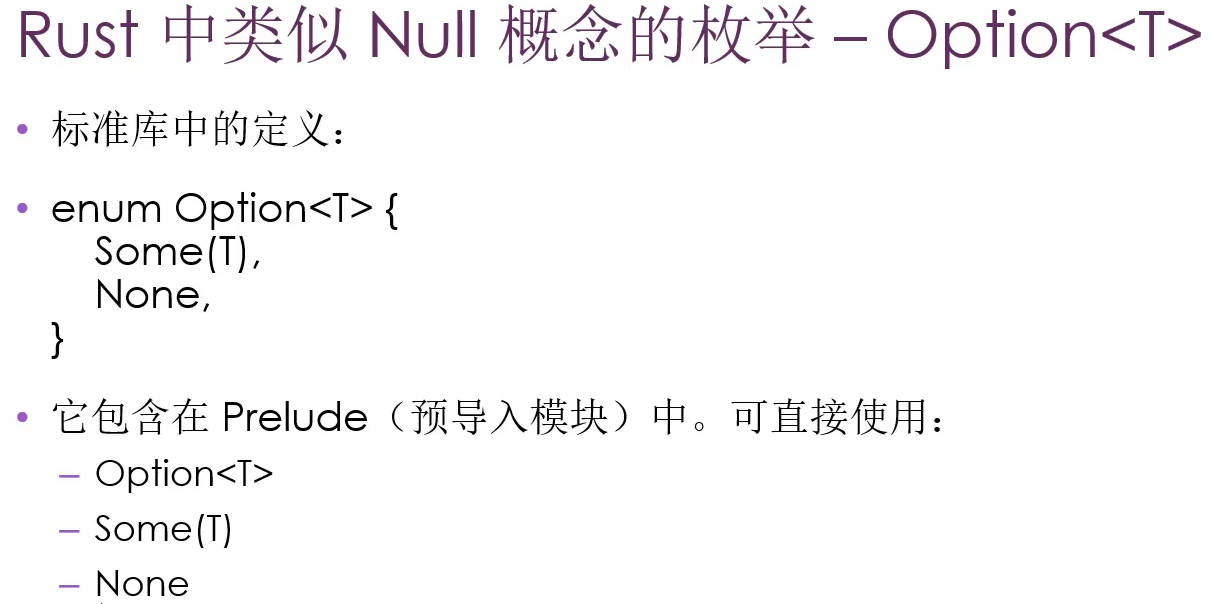 Rust 中类似 Null 概念的枚举 – Option<T>
• 标准库中的定义：
• enum Option<T> {
Some(T),
None,
}
• 它包含在 Prelude（预导入模块）中。可直接使用：
– Option<T>
– Some(T)
– None